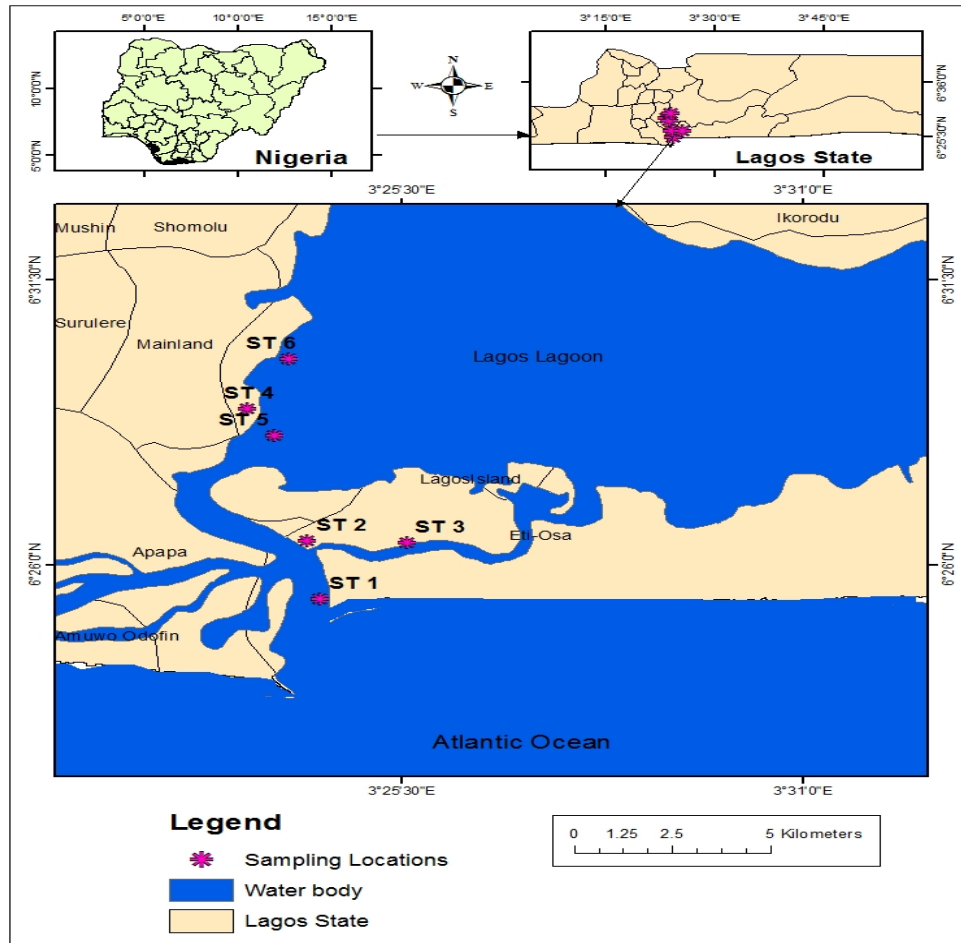 5°0'0"E 10°0'0"E 15°0'0"E
10°0'0"N
5°0'0"N
Nigeria
N
W E
S
3°15'0"E 3°30'0"E 3°45'0"E
6°36'0"N
6°25'30"N
Lagos State
3°25'30"E 3°31'0"E
6°31'30"N 6°31'30"N
6°26'0"N 6°26'0"N
Mushin Shomolu Ikorodu
Surulere
Mainland
ST 6
Lagos Lagoon
ST 4
ST 5
LagosIsland
ST 2 ST 3
Eti-Osa
Apapa
ST 1
Amuwo Odofin
Atlantic Ocean
3°25'30"E 3°31'0"E
Legend
Sampling Locations
Water body
Lagos State
0 1.25 2.5 5 Kilometers